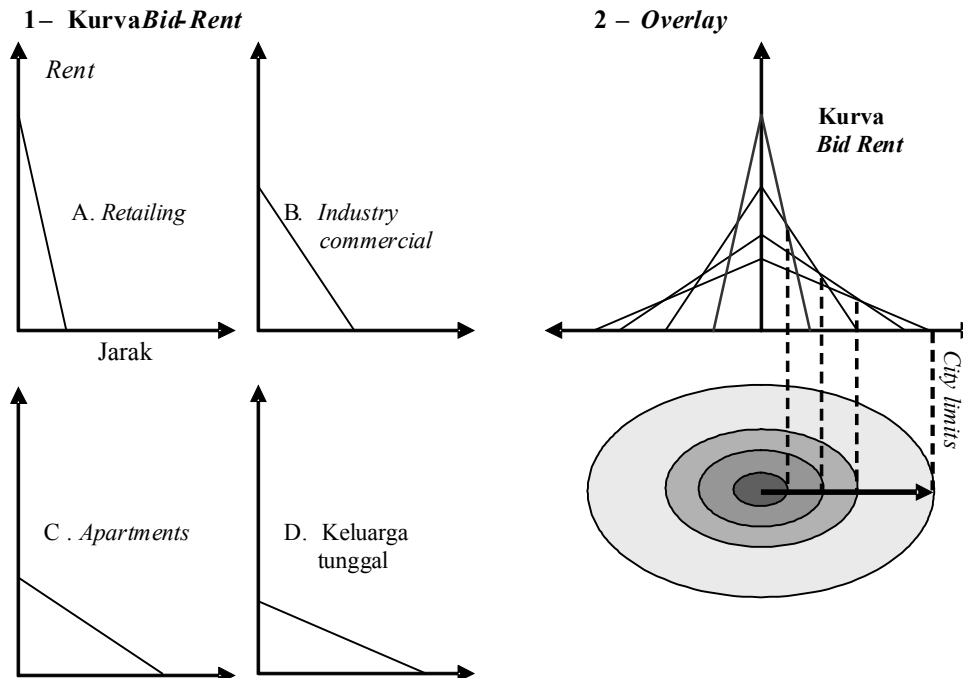 1 – Kurva Bid-Rent
Rent
A. Retailing
Jarak
B. Industry
commercial
C . Apartments
D. Keluarga
tunggal
2 – Overlay
Kurva
Bid Rent
City limits